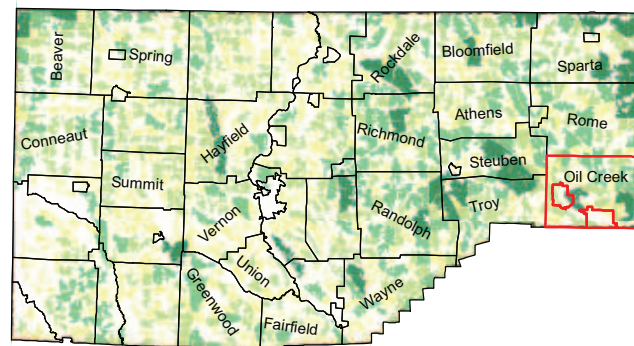 Beaver
Spring
Rockdale
Bloomfield
Sparta
Conneaut
Hayfield
Richmond
Athens
Rome
Summit
Steuben
Oil Creek
Vernon
Randolph
Troy
Union
Greenwood
Wayne
Fairfield